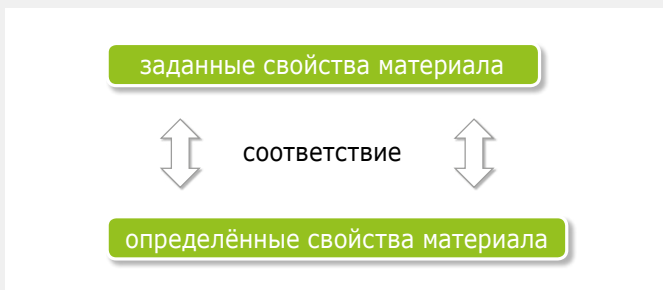 заданные свойства материала
соответствие
определённые свойства материала